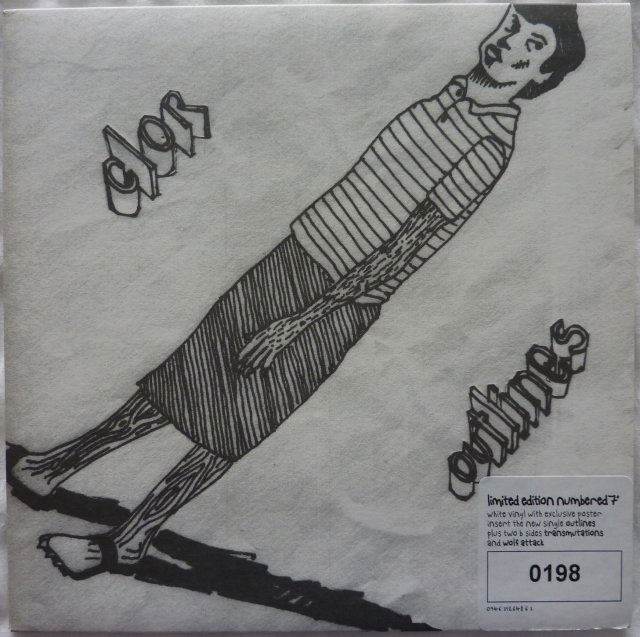 clor
outlines
limited edition numbered 7"
white vinyl with exclusive poster
insert the new single outlines
plus two b sides transmutations
and wolf attack
0198